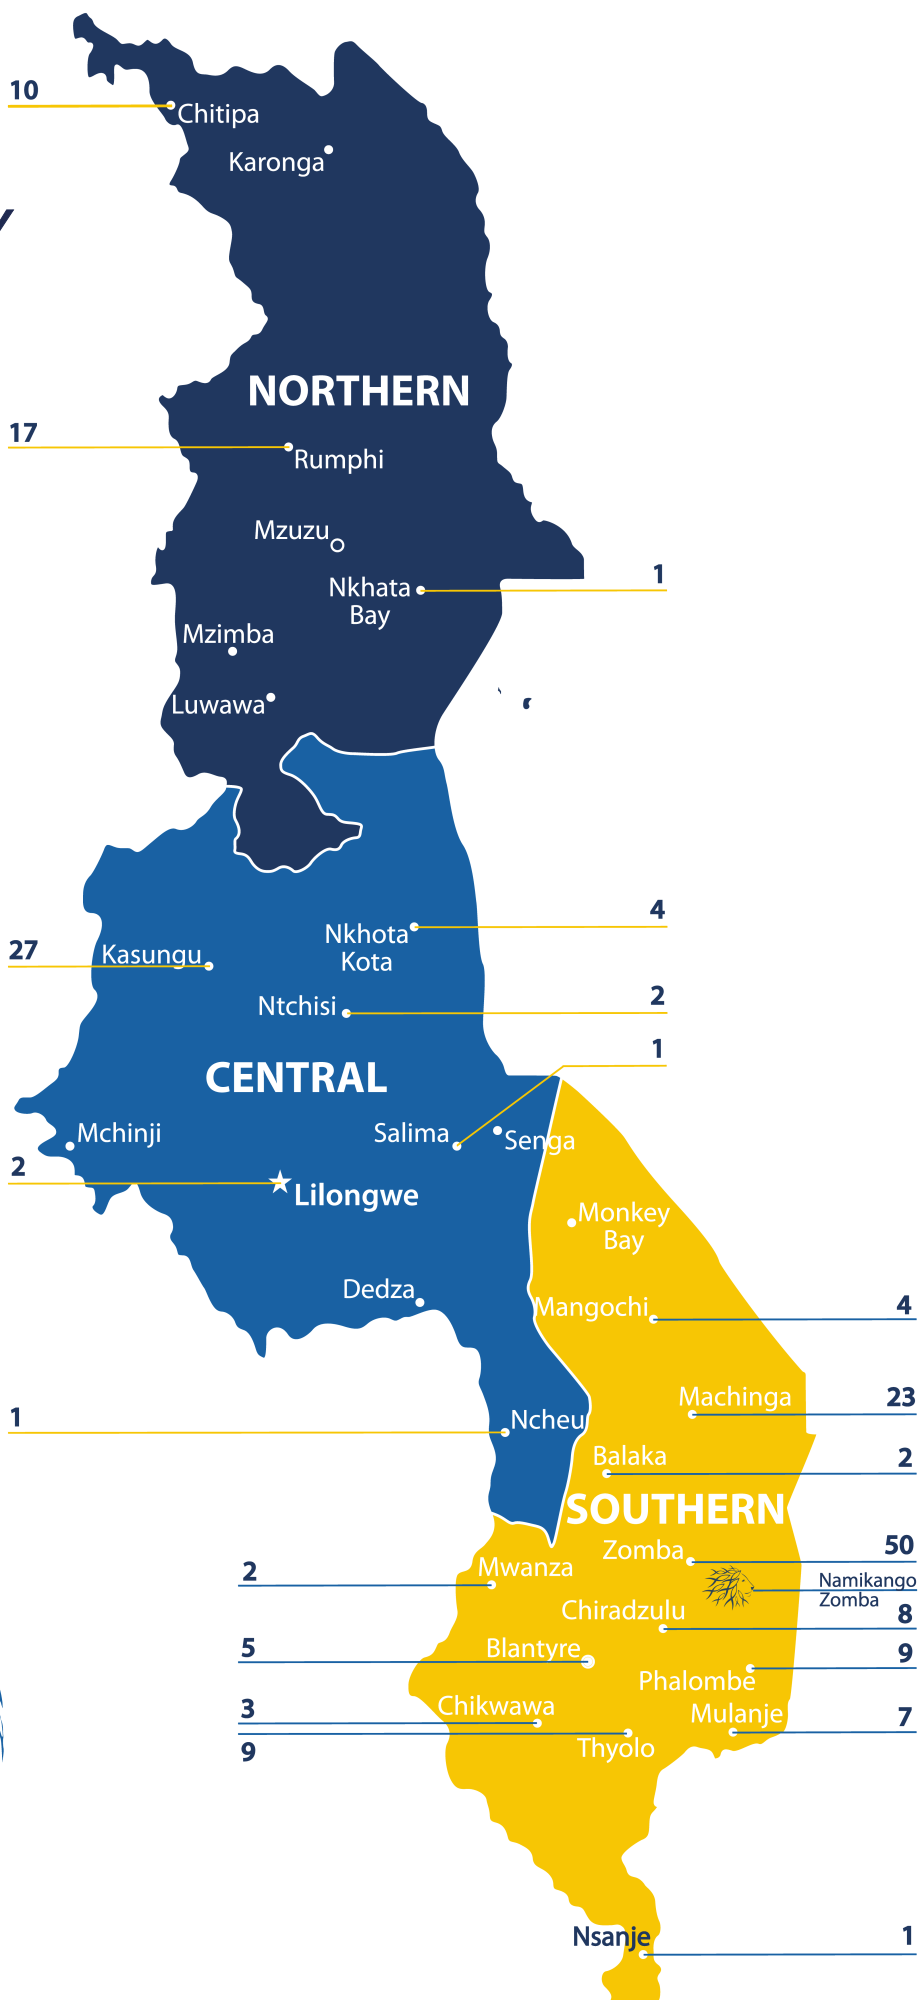 10
Chitipa
Karonga
NORTHERN
17
Rumphi
Mzuzu
Nkhata
Bay
1
Mzimba
Luwawa
4
Nkhota
Kota
27
Kasungu
2
Ntchisi
1
CENTRAL
Mchinji
Salima
Senga
2
Lilongwe
Monkey
Bay
Dedza
Mangochi
4
Machinga
23
1
Ncheu
Balaka
2
SOUTHERN
Zomba
50
2
Mwanza
Namikango
Zomba
Chiradzulu
8
5
Blantyre
9
Phalombe
3
Chikwawa
Mulanje
7
9
Thyolo
Nsanje
1